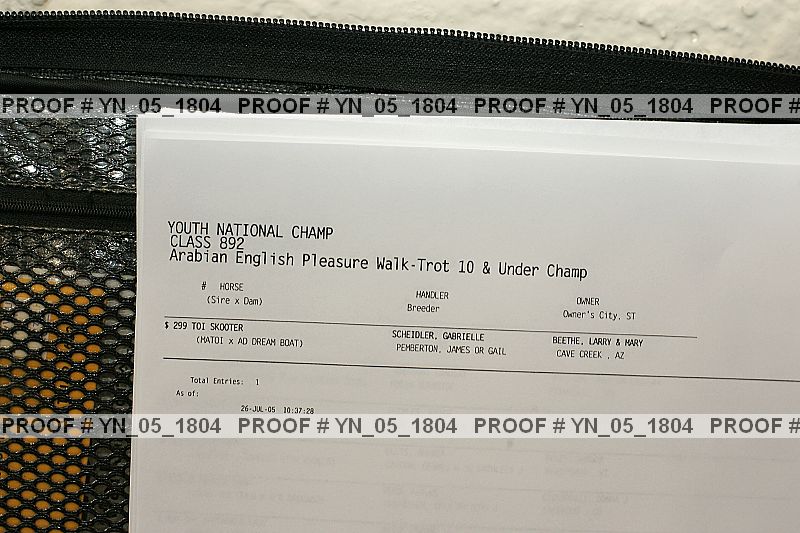 PROOF # YN_05_1804 PROOF # YN_05_1804 PROOF # YN_05_1804 PROOF #
YOUTH NATIONAL CHAMP
CLASS 892
Arabian English Pleasure Walk-Trot 10 & Under Champ
# HORSE HANDLER OWNER
(Sire x Dam) Breeder Owner's City, ST
$ 299 TOI SKOOTER SCHEIDLER, GABRIELLE BEETHE, LARRY & MARY
(MATOI x AD DREAM BOAT) PEMBERTON, JAMES OR GAIL CAVE CREEK , AZ
Total Entries: 1
As of:
26-JUL-05 10:37:28
PROOF # YN_05_1804 PROOF # YN_05_1804 PROOF # YN_05_1804 PROOF #